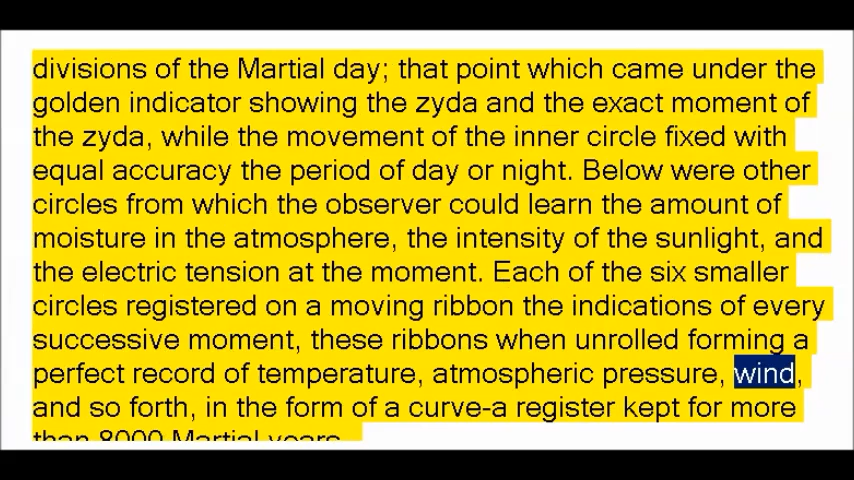 divisions of the Martial day; that point which came under the
golden indicator showing the zyda and the exact moment of
the zyda, while the movement of the inner circle fixed with
equal accuracy the period of day or night. Below were other
circles from which the observer could learn the amount of
moisture in the atmosphere, the intensity of the sunlight, and
the electric tension at the moment. Each of the six smaller
circles registered on a moving ribbon the indications of every
successive moment, these ribbons when unrolled forming a
perfect record of temperature, atmospheric pressure, wind,
and so forth, in the form of a curve-a register kept for more
than 8000 Martial years.